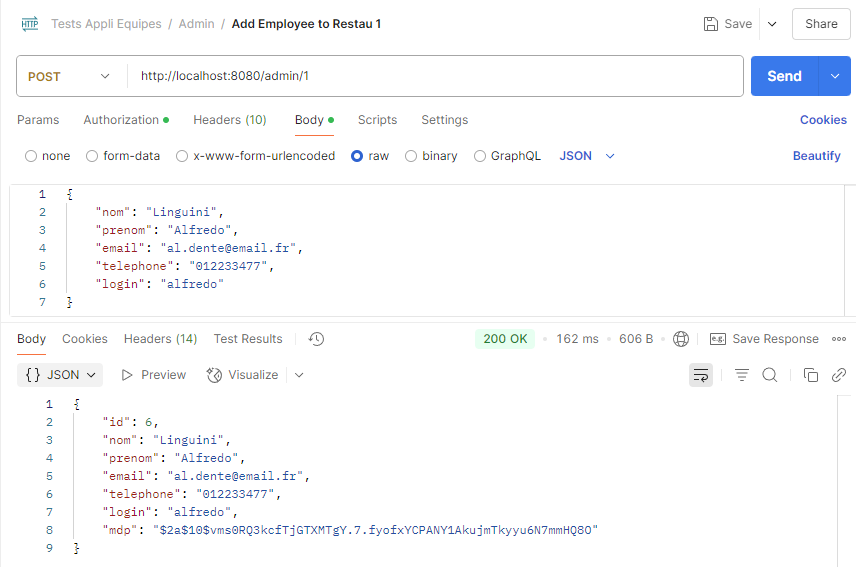 HTTP Tests Appli Equipes / Admin / Add Employee to Restau 1 Save Share
POST http://localhost:8080/admin/1 Send
Params Authorization Headers (10) Body Scripts Settings Cookies
none form-data x-www-form-urlencoded raw binary GraphQL JSON Beautify
1 {
2 "nom": "Linguini",
3 "prenom": "Alfredo",
4 "email": "al.dente@email.fr",
5 "telephone": "012233477",
6 "login": "alfredo"
7 }
Body Cookies Headers (14) Test Results 200 OK • 162 ms • 606 B • e.g. Save Response
{} JSON Preview Visualize
1 {
2 "id": 6,
3 "nom": "Linguini",
4 "prenom": "Alfredo",
5 "email": "al.dente@email.fr",
6 "telephone": "012233477",
7 "login": "alfredo",
8 "mdp": "$2a$10$vms0RQ3kcfTjGTXMTgY.7.fyofxYCPANY1AkujmTkyyu6N7mmHQ8O"
9 }